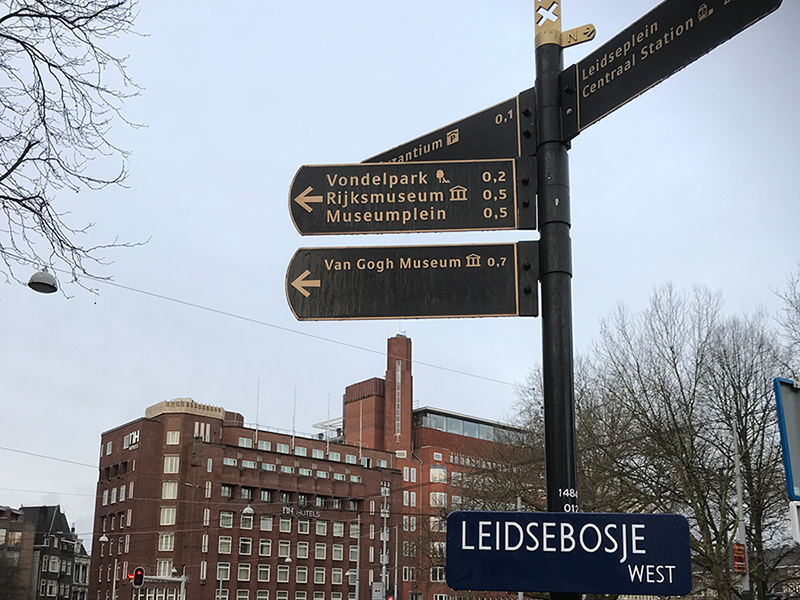 N
Leidseplein
Centraal Station
0,1
Vondelpark 0,2
Rijksmuseum 0,5
Museumplein 0,5
Van Gogh Museum 0,7
NH
NH HOTELS
LEIDSEBOSJE
WEST